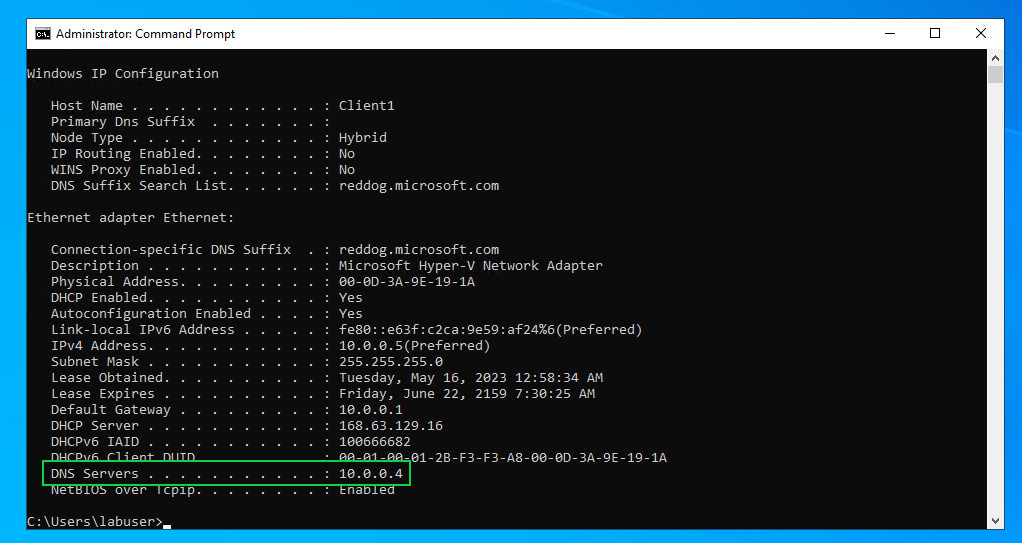 Administrator: Command Prompt
Windows IP Configuration
Host Name . . . . . . . . . . . . : Client1
Primary Dns Suffix  . . . . . . . :
Node Type . . . . . . . . . . . . : Hybrid
IP Routing Enabled. . . . . . . . : No
WINS Proxy Enabled. . . . . . . . : No
DNS Suffix Search List. . . . . . : reddog.microsoft.com
Ethernet adapter Ethernet:
Connection-specific DNS Suffix  . : reddog.microsoft.com
Description . . . . . . . . . . . : Microsoft Hyper-V Network Adapter
Physical Address. . . . . . . . . : 00-0D-3A-9E-19-1A
DHCP Enabled. . . . . . . . . . . : Yes
Autoconfiguration Enabled . . . . : Yes
Link-local IPv6 Address . . . . . : fe80::e63f:c2ca:9e59:af24%6(Preferred)
IPv4 Address. . . . . . . . . . . : 10.0.0.5(Preferred)
Subnet Mask . . . . . . . . . . . : 255.255.255.0
Lease Obtained. . . . . . . . . . : Tuesday, May 16, 2023 12:58:34 AM
Lease Expires . . . . . . . . . . : Friday, June 22, 2159 7:30:25 AM
Default Gateway . . . . . . . . . : 10.0.0.1
DHCP Server . . . . . . . . . . . : 168.63.129.16
DHCPv6 IAID . . . . . . . . . . . : 100666682
DHCPv6 Client DUID. . . . . . . . : 00-01-00-01-2B-F3-F3-A8-00-0D-3A-9E-19-1A
DNS Servers . . . . . . . . . . . : 10.0.0.4
NetBIOS over Tcpip. . . . . . . . : Enabled
C:\Users\labuser>